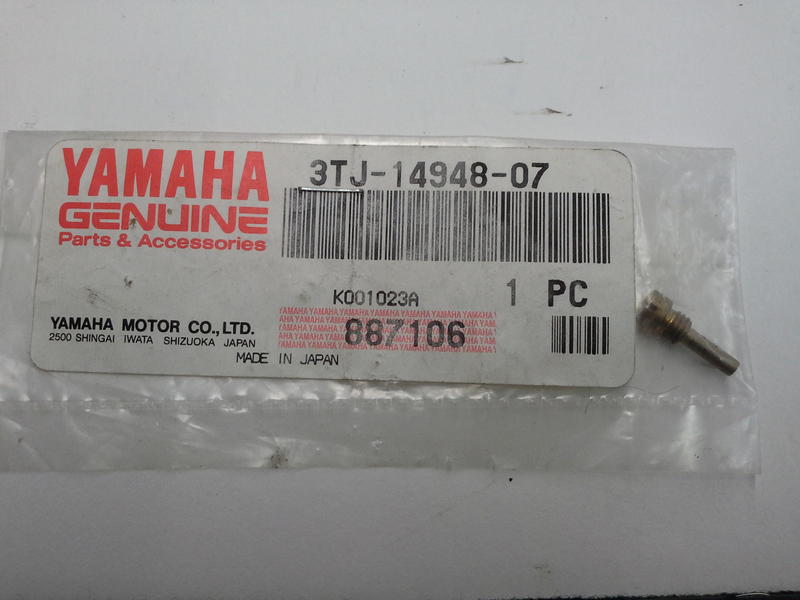 YAMAHA
GENUINE
Parts & Accessories
3TJ-14948-07
K001023A
1 PC
YAMAHA MOTOR CO., LTD.
2500 SHINGAI IWATA SHIZUOKA JAPAN
887106
MADE IN JAPAN